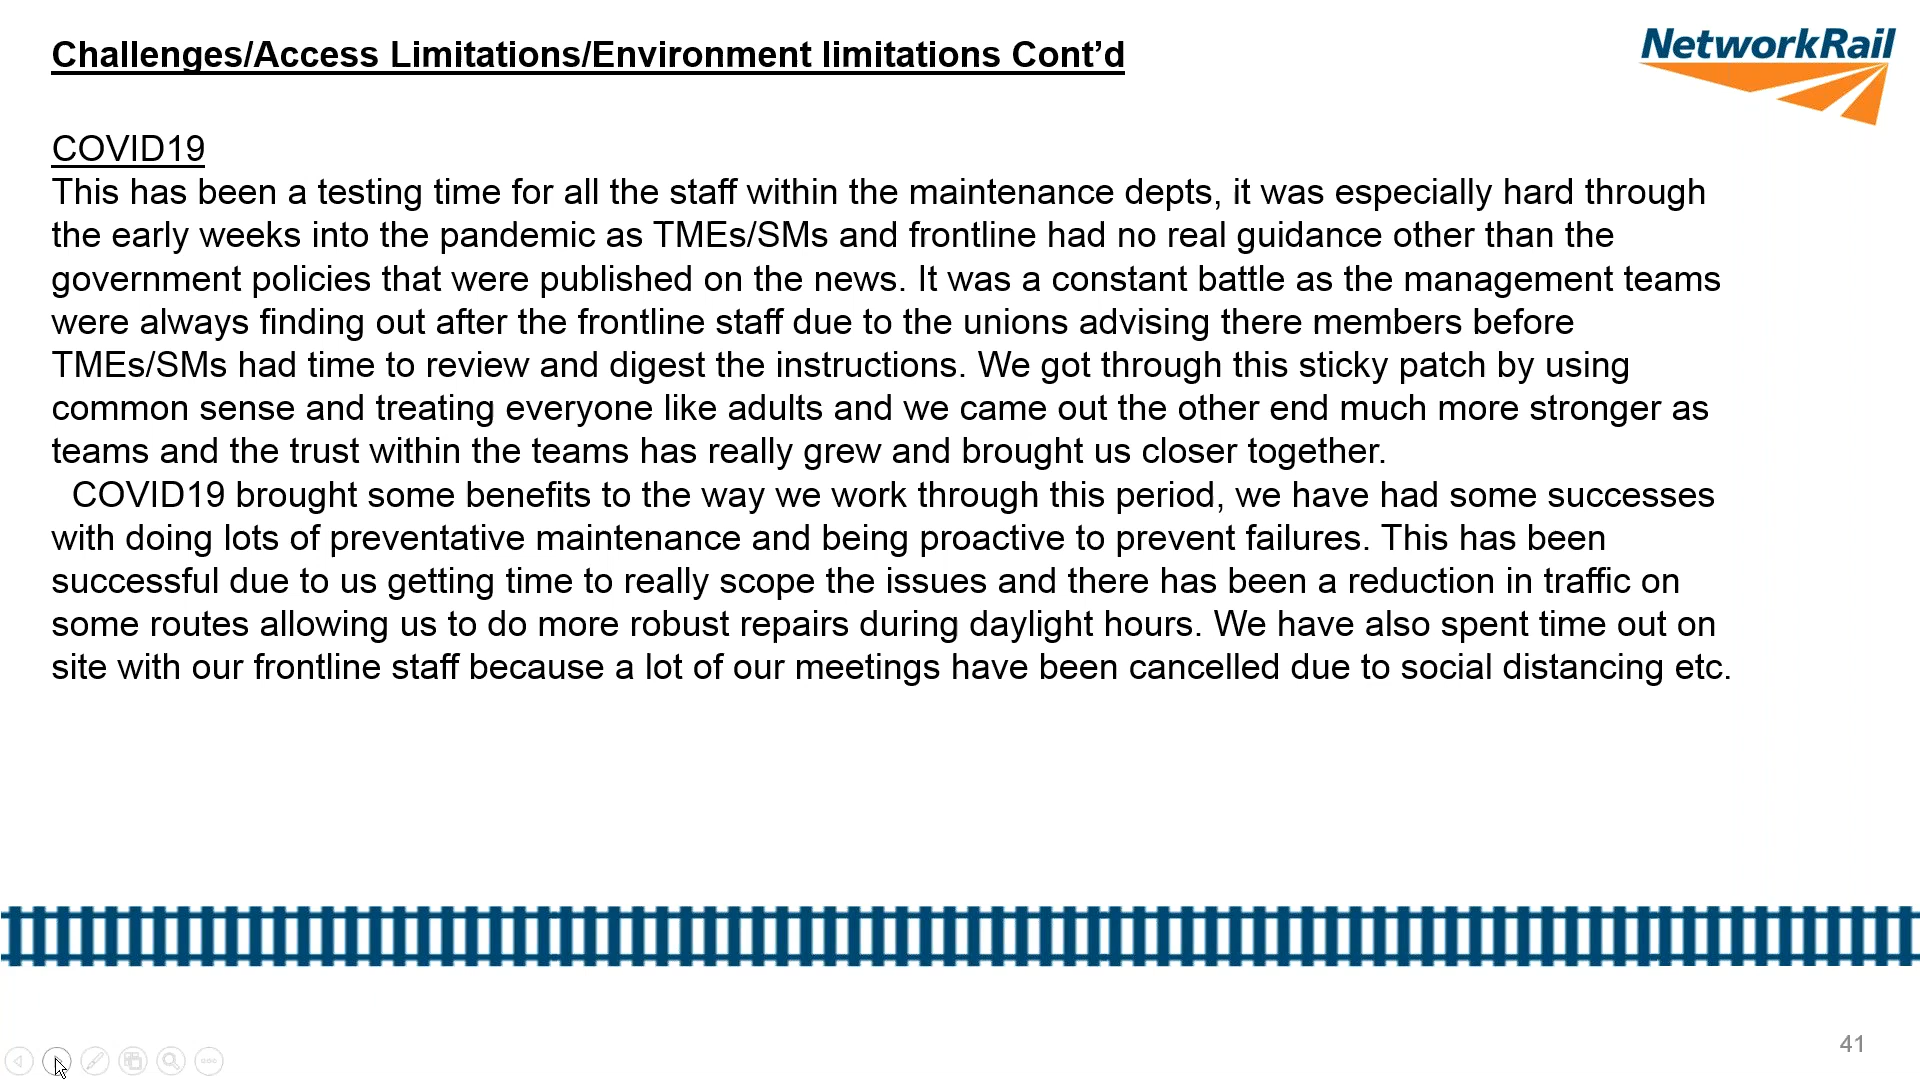 Challenges/Access Limitations/Environment limitations Cont’d
NetworkRail
COVID19
This has been a testing time for all the staff within the maintenance depts, it was especially hard through
the early weeks into the pandemic as TMEs/SMs and frontline had no real guidance other than the
government policies that were published on the news. It was a constant battle as the management teams
were always finding out after the frontline staff due to the unions advising there members before
TMEs/SMs had time to review and digest the instructions. We got through this sticky patch by using
common sense and treating everyone like adults and we came out the other end much more stronger as
teams and the trust within the teams has really grew and brought us closer together.
COVID19 brought some benefits to the way we work through this period, we have had some successes
with doing lots of preventative maintenance and being proactive to prevent failures. This has been
successful due to us getting time to really scope the issues and there has been a reduction in traffic on
some routes allowing us to do more robust repairs during daylight hours. We have also spent time out on
site with our frontline staff because a lot of our meetings have been cancelled due to social distancing etc.
41